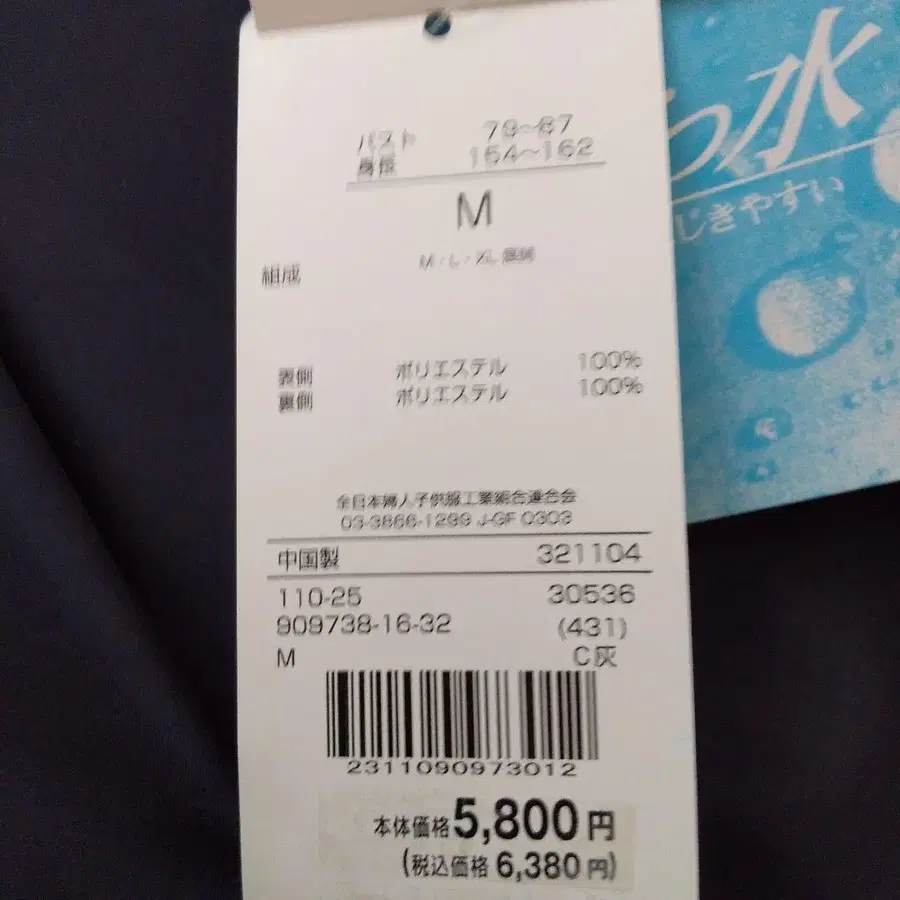 バスト 79~87
身長 154~162
M
M・L・XL 展開
組成
表側 ポリエステル 100%
裏側 ポリエステル 100%
全日本婦人子供服工業組合連合会
03-3866-1299 J-GF 0303
中国製 321104
110-25 30536
909738-16-32 (431)
M C灰
2311090973012
本体価格5,800円
(税込価格 6,380円)
水
じきやすい